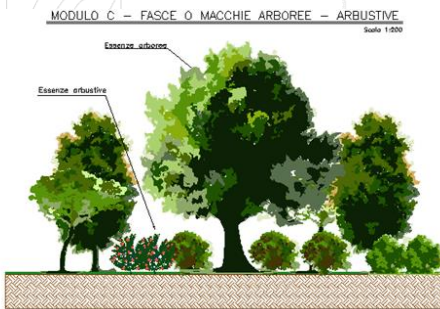 MODULO C – FASCE O MACCHIE ARBOREE – ARBUSTIVE
Scala 1:200
Essenze arboree
Essenze arbustive